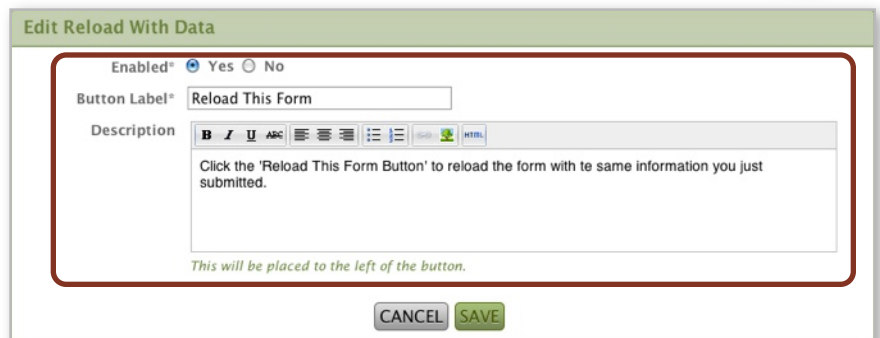 Edit Reload With Data
Enabled* Yes No
Button Label* Reload This Form
Description B I U ABC HTML
Click the 'Reload This Form Button' to reload the form with te same information you just
submitted.
This will be placed to the left of the button.
CANCEL SAVE